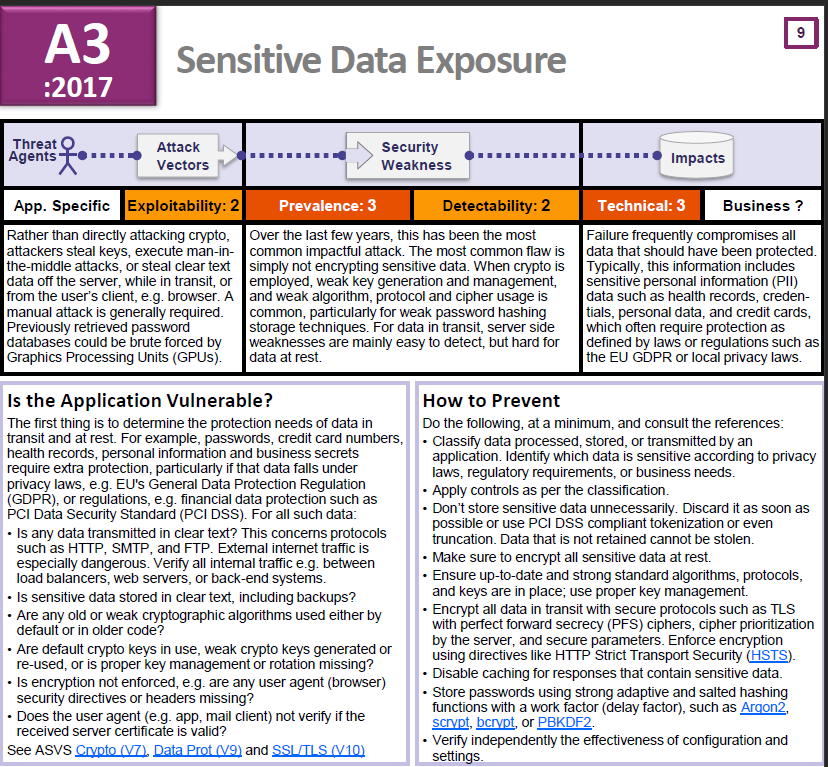 A3
:2017
Sensitive Data Exposure
9
Threat
Agents
Attack
Vectors
Security
Weakness
Impacts
App. Specific
Exploitability: 2
Prevalence: 3
Detectability: 2
Technical: 3
Business ?
Rather than directly attacking crypto,
attackers steal keys, execute man-in-
the-middle attacks, or steal clear text
data off the server, while in transit, or
from the user's client, e.g. browser. A
manual attack is generally required.
Previously retrieved password
databases could be brute forced by
Graphics Processing Units (GPUs).
Over the last few years, this has been the most
common impactful attack. The most common flaw is
simply not encrypting sensitive data. When crypto is
employed, weak key generation and management,
and weak algorithm, protocol and cipher usage is
common, particularly for weak password hashing
storage techniques. For data in transit, server side
weaknesses are mainly easy to detect, but hard for
data at rest.
Failure frequently compromises all
data that should have been protected.
Typically, this information includes
sensitive personal information (PII)
data such as health records, creden-
tials, personal data, and credit cards,
which often require protection as
defined by laws or regulations such as
the EU GDPR or local privacy laws.
Is the Application Vulnerable?
The first thing is to determine the protection needs of data in
transit and at rest. For example, passwords, credit card numbers,
health records, personal information and business secrets
require extra protection, particularly if that data falls under
privacy laws, e.g. EU's General Data Protection Regulation
(GDPR), or regulations, e.g. financial data protection such as
PCI Data Security Standard (PCI DSS). For all such data:
• Is any data transmitted in clear text? This concerns protocols
such as HTTP, SMTP, and FTP. External internet traffic is
especially dangerous. Verify all internal traffic e.g. between
load balancers, web servers, or back-end systems.
• Is sensitive data stored in clear text, including backups?
• Are any old or weak cryptographic algorithms used either by
default or in older code?
• Are default crypto keys in use, weak crypto keys generated or
re-used, or is proper key management or rotation missing?
• Is encryption not enforced, e.g. are any user agent (browser)
security directives or headers missing?
• Does the user agent (e.g. app, mail client) not verify if the
received server certificate is valid?
See ASVS Crypto (V7), Data Prot (V9) and SSL/TLS (V10)
How to Prevent
Do the following, at a minimum, and consult the references:
• Classify data processed, stored, or transmitted by an
application. Identify which data is sensitive according to privacy
laws, regulatory requirements, or business needs.
• Apply controls as per the classification.
• Don't store sensitive data unnecessarily. Discard it as soon as
possible or use PCI DSS compliant tokenization or even
truncation. Data that is not retained cannot be stolen.
• Make sure to encrypt all sensitive data at rest.
• Ensure up-to-date and strong standard algorithms, protocols,
and keys are in place; use proper key management.
• Encrypt all data in transit with secure protocols such as TLS
with perfect forward secrecy (PFS) ciphers, cipher prioritization
by the server, and secure parameters. Enforce encryption
using directives like HTTP Strict Transport Security (HSTS).
• Disable caching for responses that contain sensitive data.
• Store passwords using strong adaptive and salted hashing
functions with a work factor (delay factor), such as Argon2,
scrypt, bcrypt, or PBKDF2.
• Verify independently the effectiveness of configuration and
settings.